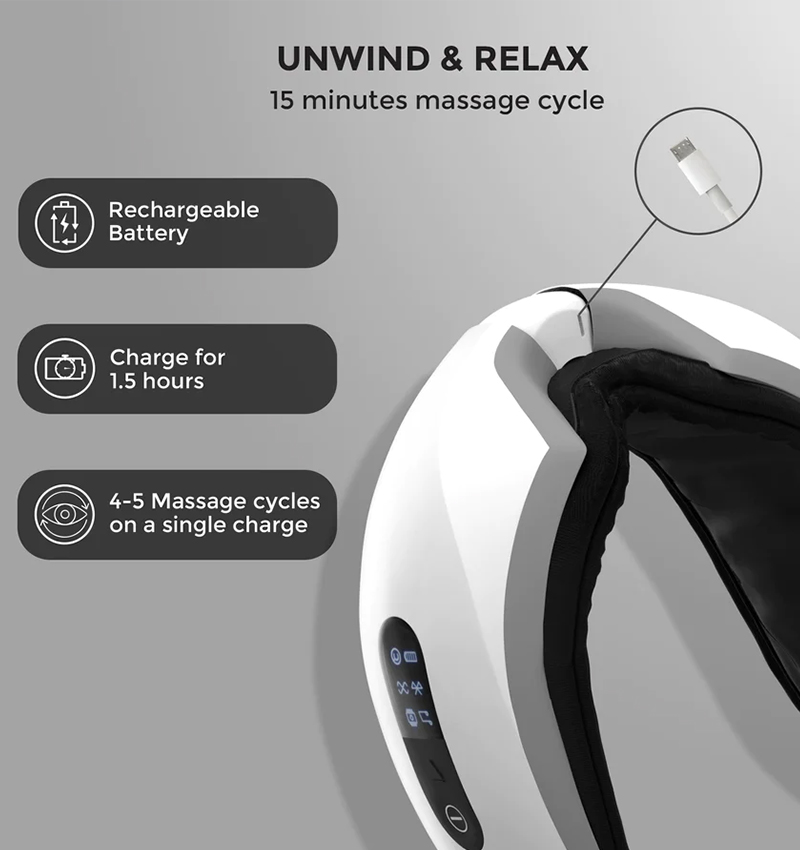 UNWIND & RELAX
15 minutes massage cycle
Rechargeable
Battery
Charge for
1.5 hours
4-5 Massage cycles
on a single charge